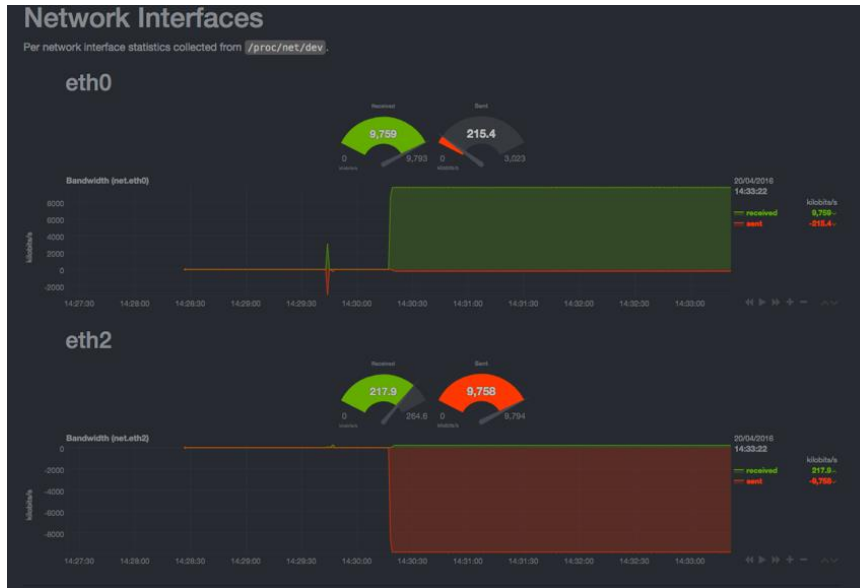 Network Interfaces
Per network interface statistics collected from /proc/net/dev.
eth0
Received
Sent
9,759
215.4
0 9,793 0 3,023
kilobits/s kilobits/s
Bandwidth (net.eth0)
20/04/2016
14:33:22
kilobits/s
received 9,759
sent -215.4
kilobits/s
8000
6000
4000
2000
0
-2000
14:27:30 14:28:00 14:28:30 14:29:00 14:29:30 14:30:00 14:30:30 14:31:00 14:31:30 14:32:00 14:32:30 14:33:00
eth2
Received
Sent
217.9
9,758
0 264.6 0 9,794
kilobits/s kilobits/s
Bandwidth (net.eth2)
20/04/2016
14:33:22
kilobits/s
received 217.9
sent -9,758
kilobits/s
0
-2000
-4000
-6000
-8000
14:27:30 14:28:00 14:28:30 14:29:00 14:29:30 14:30:00 14:30:30 14:31:00 14:31:30 14:32:00 14:32:30 14:33:00